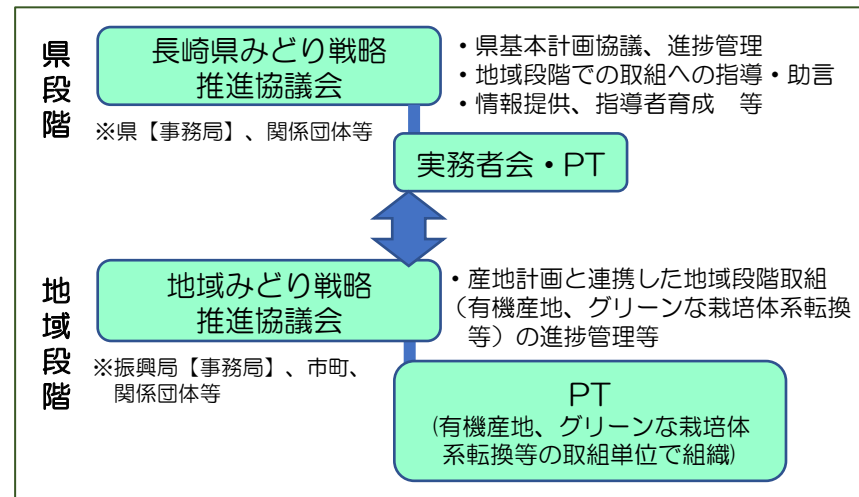 県段階
長崎県みどり戦略
推進協議会
・県基本計画協議、進捗管理
・地域段階での取組への指導・助言
・情報提供、指導者育成　等
※県【事務局】、関係団体等
実務者会・PT
地域段階
地域みどり戦略
推進協議会
・産地計画と連携した地域段階取組
（有機産地、グリーンな栽培体系転換
等）の進捗管理等
※振興局【事務局】、市町、
関係団体等
PT
(有機産地、グリーンな栽培体
系転換等の取組単位で組織)